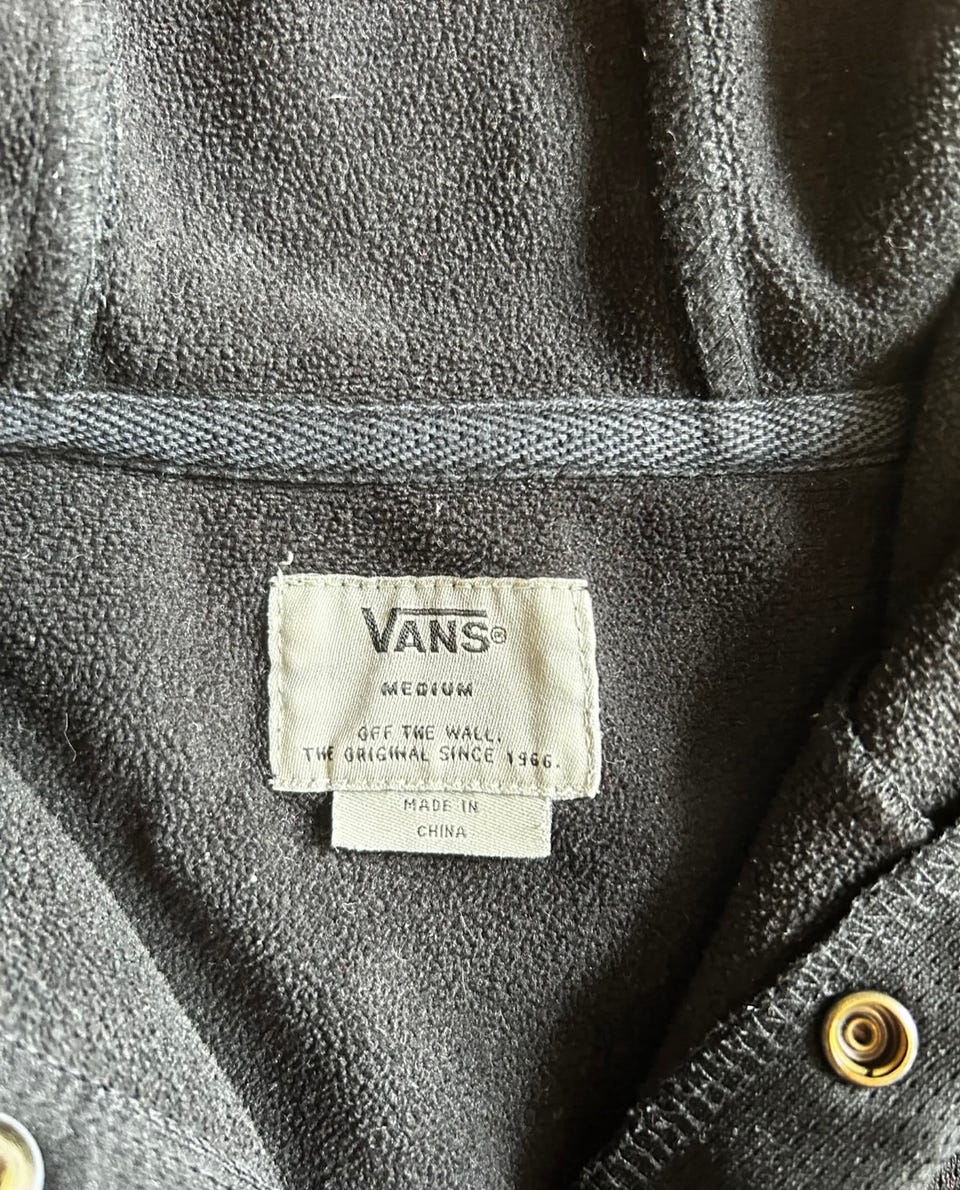 VANS®
MEDIUM
OFF THE WALL.
THE ORIGINAL SINCE 1966.
MADE IN
CHINA